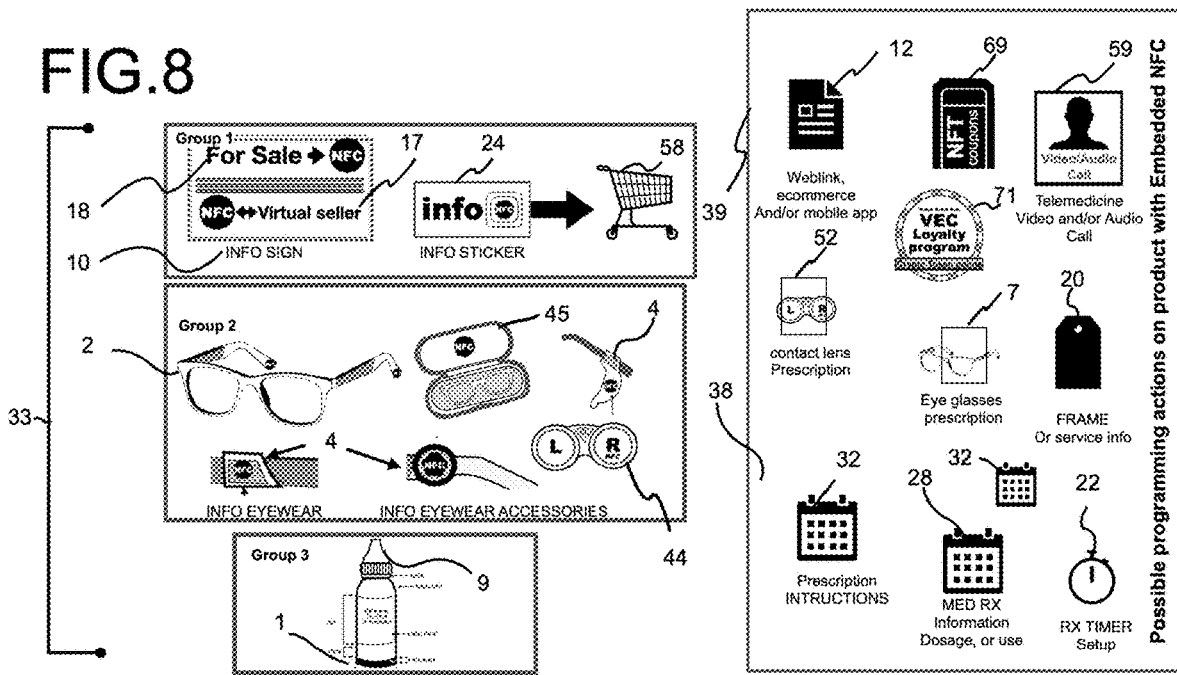 FIG.8
33
Group 1
For Sale NFC
NFC Virtual seller
17
18
10
INFO SIGN
24
info
INFO STICKER
58
Group 2
2
NFC
45
4
4
NFC
INFO EYEWEAR
INFO EYEWEAR ACCESSORIES
L
R
44
Group 3
9
1
39
38
12
Weblink,
ecommerce
And/or mobile app
69
NFT
coupons
59
Video/Audio
Call
Telemedicine
Video and/or Audio
Call
71
VEC
Loyalty
program
52
L R
contact lens
Prescription
7
Eye glasses
prescription
20
FRAME
Or service info
32
Prescription
INTRUCTIONS
28
32
MED RX
Information
Dosage, or use
22
RX TIMER
Setup
Possible programming actions on product with Embedded NFC